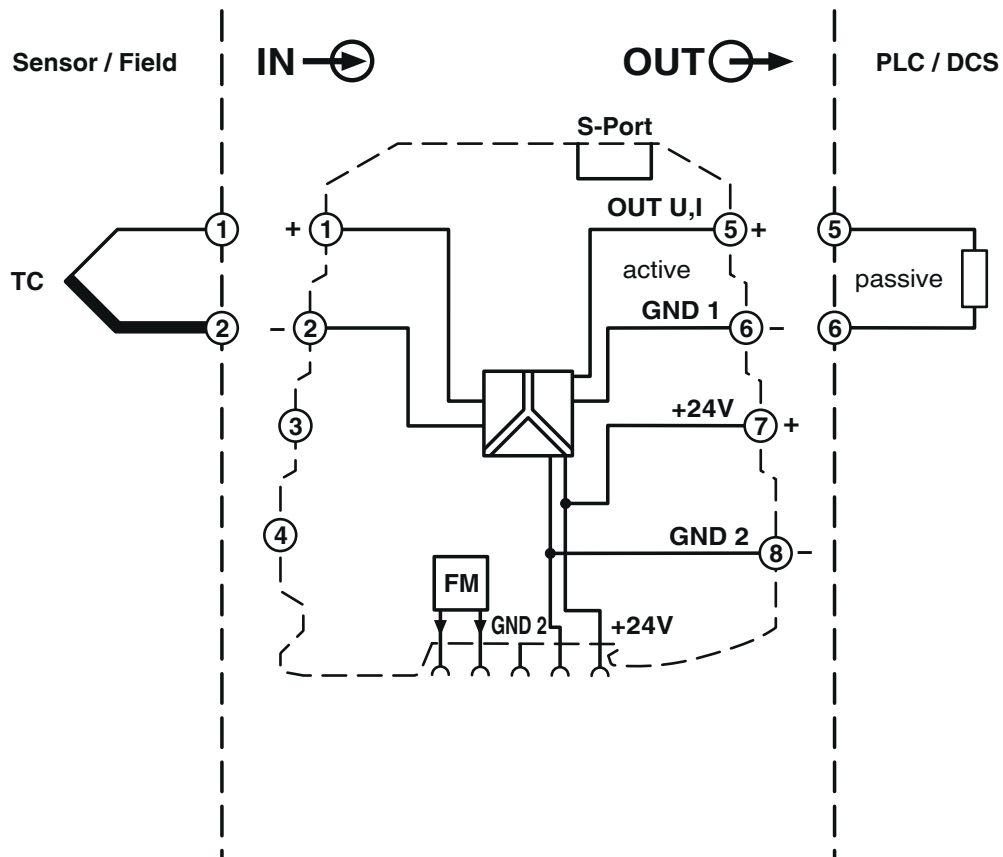 Sensor / Field
IN
OUT
PLC / DCS
S-Port
OUT U,I
1
+
1
5
+
5
TC
active
passive
GND 1
2
–
2
6
–
6
+24V
3
7
+
GND 2
4
8
–
FM
GND 2
+24V